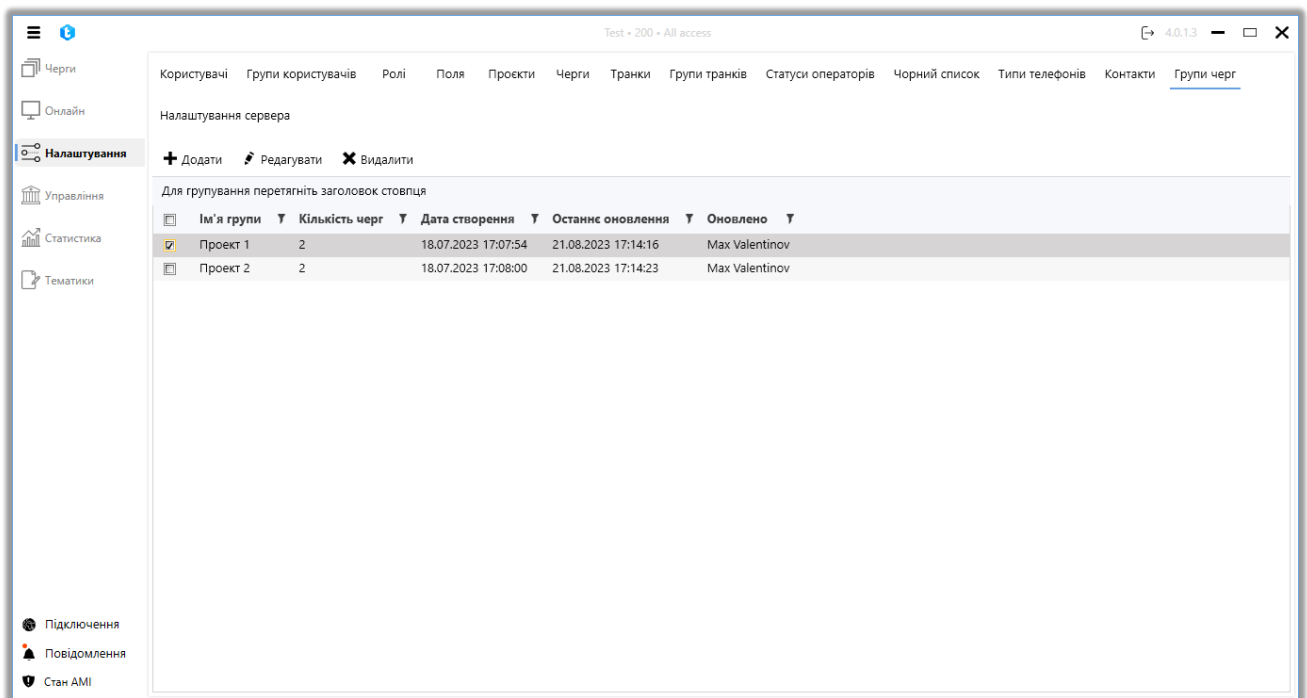 Test • 200 • All access 4.0.1.3
Черги
Онлайн
Налаштування
Управління
Статистика
Тематики
Користувачі Групи користувачів Ролі Поля Проєкти Черги Транки Групи транків Статуси операторів Чорний список Типи телефонів Контакти Групи черг
Налаштування сервера
Додати Редагувати Видалити
Для групування перетягніть заголовок стовпця
Ім'я групи Кількість черг Дата створення Останнє оновлення Оновлено
Проект 1 2 18.07.2023 17:07:54 21.08.2023 17:14:16 Max Valentinov
Проект 2 2 18.07.2023 17:08:00 21.08.2023 17:14:23 Max Valentinov
Підключення
Повідомлення
Стан AMI